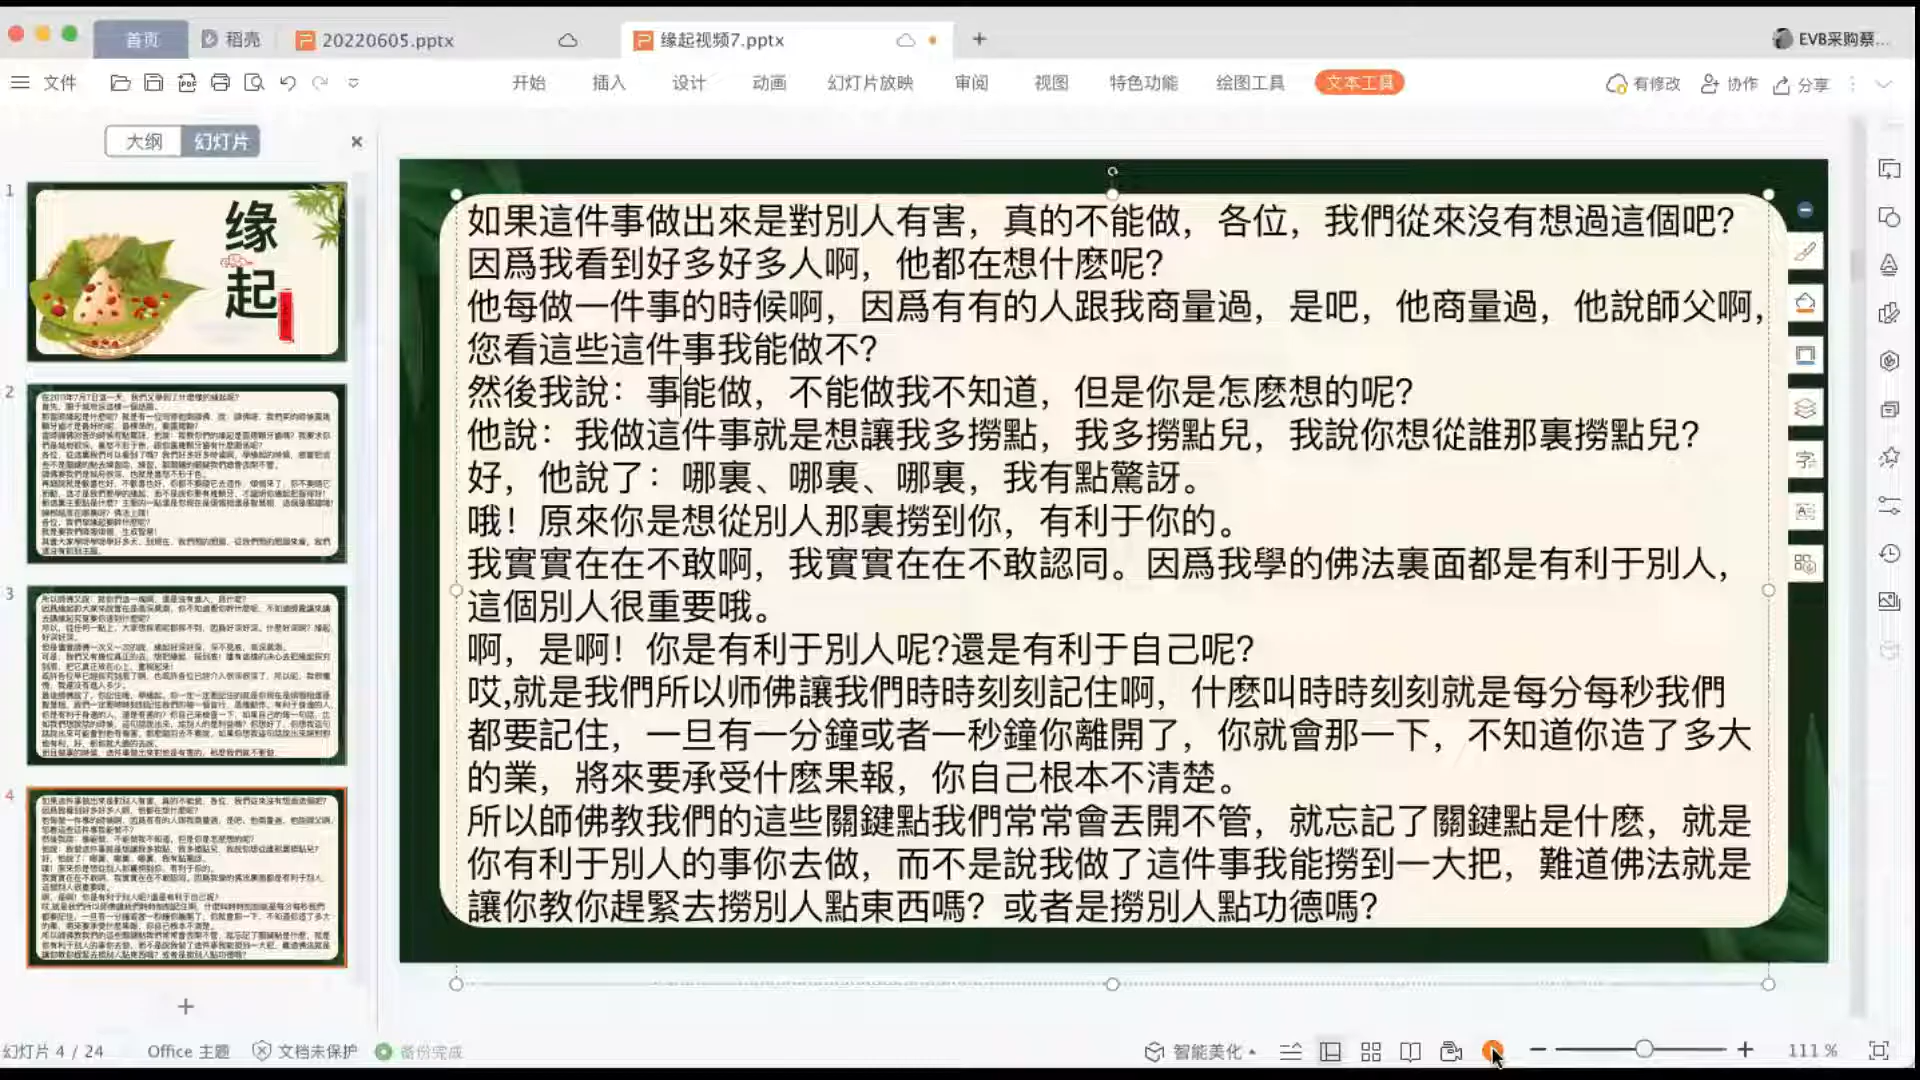 首页
稻壳
20220605.pptx
缘起视频7.pptx
EVB采购蔡...
文件
开始
插入
设计
动画
幻灯片放映
审阅
视图
特色功能
绘图工具
文本工具
有修改
协作
分享
大纲
幻灯片
1
缘起
2
3
4
如果這件事做出來是對別人有害，真的不能做，各位，我們從來沒有想過這個吧？
因爲我看到好多好多人啊，他都在想什麼呢？
他每做一件事的時候啊，因爲有有的人跟我商量過，是吧，他商量過，他說師父啊，
您看這些這件事我能做不？
然後我說：事能做，不能做我不知道，但是你是怎麽想的呢？
他說：我做這件事就是想讓我多撈點，我多撈點兒，我說你想從誰那裏撈點兒？
好，他說了：哪裏、哪裏、哪裏，我有點驚訝。
哦！原來你是想從別人那裏撈到你，有利于你的。
我實實在在不敢啊，我實實在在不敢認同。因爲我學的佛法裏面都是有利于別人，
這個別人很重要哦。
啊，是啊！你是有利于別人呢?還是有利于自己呢？
哎,就是我們所以师佛讓我們時時刻刻記住啊，什麽叫時時刻刻就是每分每秒我們
都要記住，一旦有一分鐘或者一秒鐘你離開了，你就會那一下，不知道你造了多大
的業，將來要承受什麽果報，你自己根本不清楚。
所以師佛教我們的這些關鍵點我們常常會丟開不管，就忘記了關鍵點是什麽，就是
你有利于別人的事你去做，而不是說我做了這件事我能撈到一大把，難道佛法就是
讓你教你趕緊去撈別人點東西嗎？或者是撈別人點功德嗎？
幻灯片 4 / 24
Office 主题
文档未保护
备份完成
智能美化
111 %